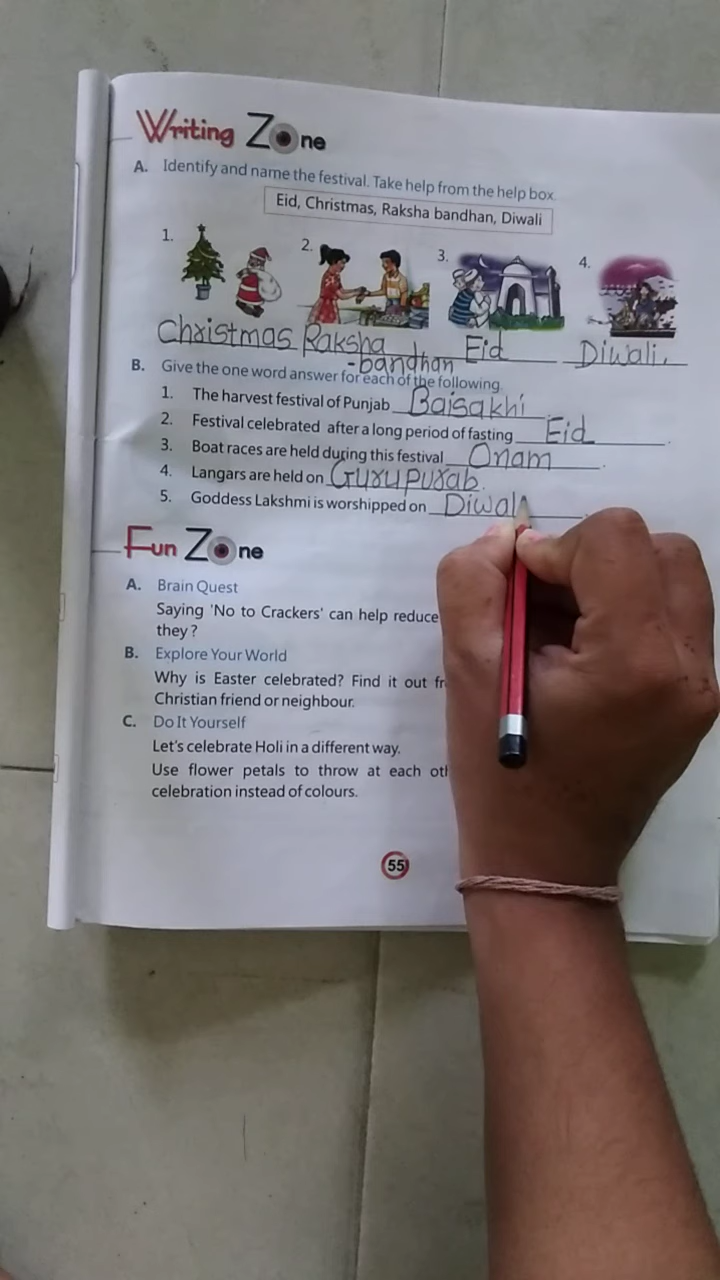 Writing Zone
A. Identify and name the festival. Take help from the help box.
Eid, Christmas, Raksha bandhan, Diwali
1. 2. 3. 4.
Christmas Raksha -bandhan Eid Diwali.
B. Give the one word answer for each of the following.
1. The harvest festival of Punjab Baisakhi.
2. Festival celebrated after a long period of fasting Eid.
3. Boat races are held during this festival Onam.
4. Langars are held on Gurupurab.
5. Goddess Lakshmi is worshipped on Diwal
Fun Zone
A. Brain Quest
Saying 'No to Crackers' can help reduce
they?
B. Explore Your World
Why is Easter celebrated? Find it out
Christian friend or neighbour.
C. Do It Yourself
Let's celebrate Holi in a different way.
Use flower petals to throw at each
celebration instead of colours.
55